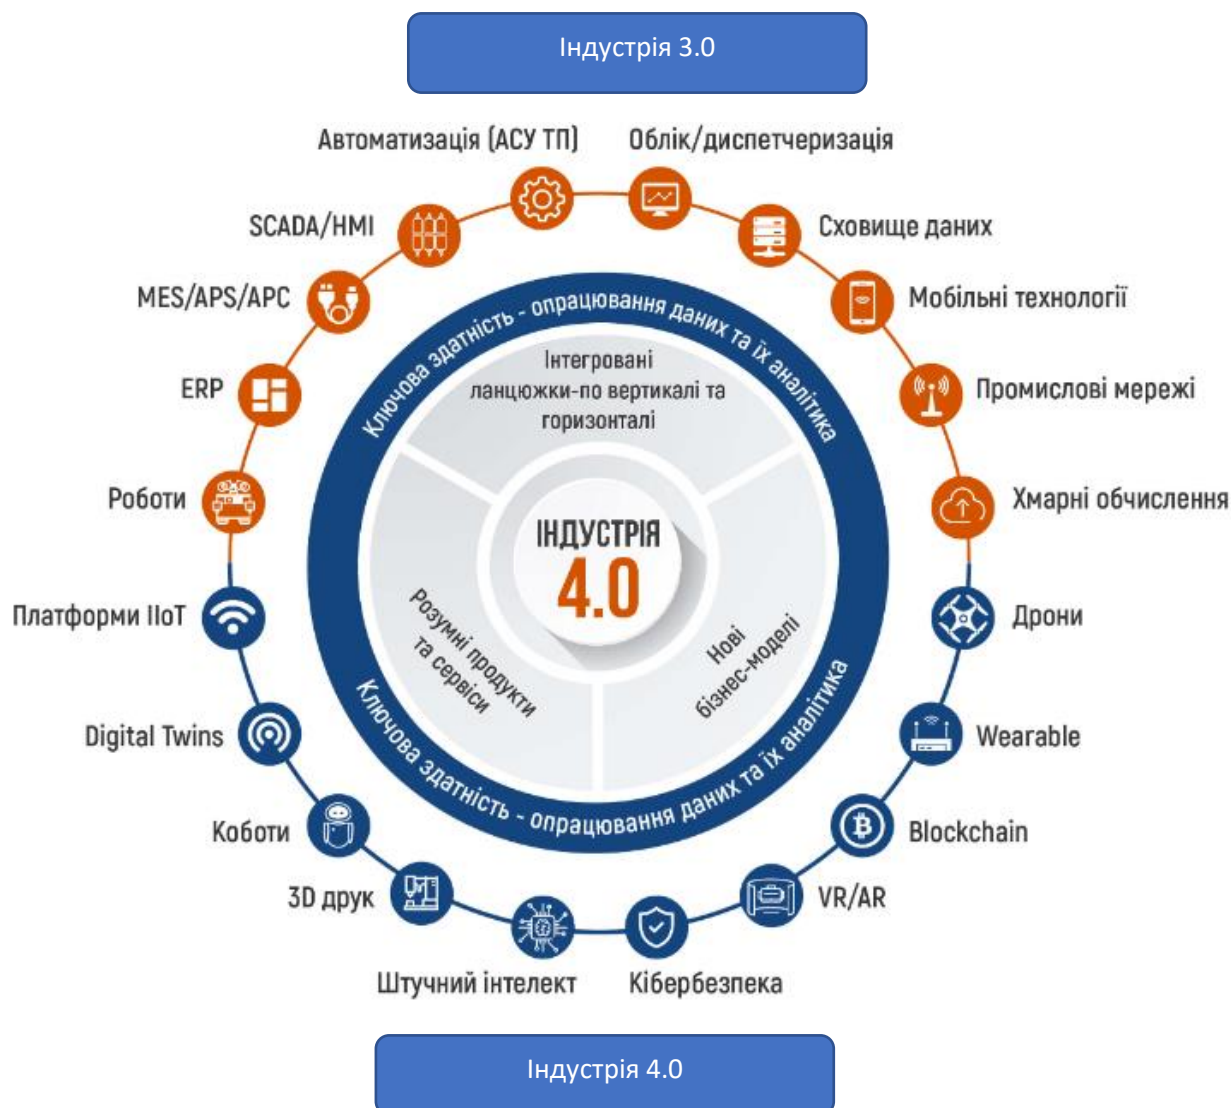 Індустрія 3.0
Автоматизація (АСУ ТП)
Облік/диспетчеризація
SCADA/HMI
Сховище даних
MES/APS/APC
Мобільні технології
ERP
Промислові мережі
Роботи
Хмарні обчислення
Ключова здатність - опрацювання даних та їх аналітика
Інтегровані
ланцюжки-по вертикалі та
горизонталі
ІНДУСТРІЯ
4.0
Розумні продукти
та сервіси
Нові
бізнес-моделі
Ключова здатність - опрацювання даних та їх аналітика
Платформи IIoT
Дрони
Digital Twins
Wearable
Коботи
Blockchain
3D друк
VR/AR
Штучний інтелект
Кібербезпека
Індустрія 4.0